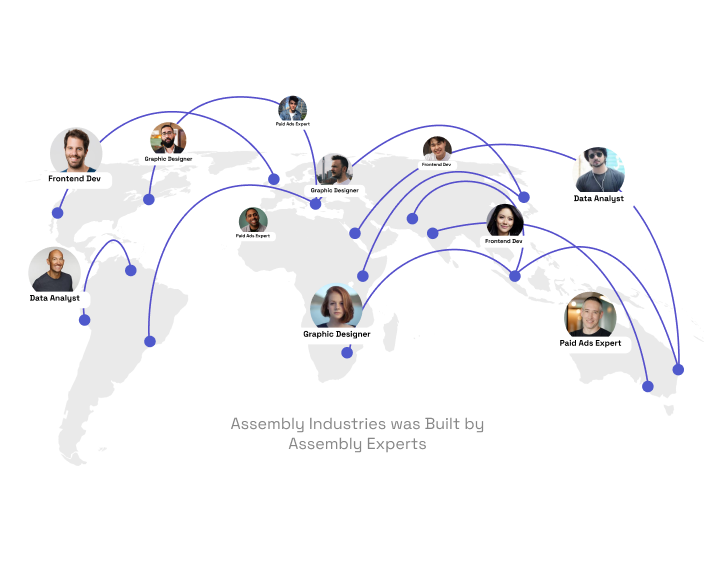 Paid Ads Expert
Graphic Designer
Frontend Dev
Frontend Dev
Graphic Designer
Data Analyst
Paid Ads Expert
Frontend Dev
Data Analyst
Graphic Designer
Paid Ads Expert
Assembly Industries was Built by
Assembly Experts